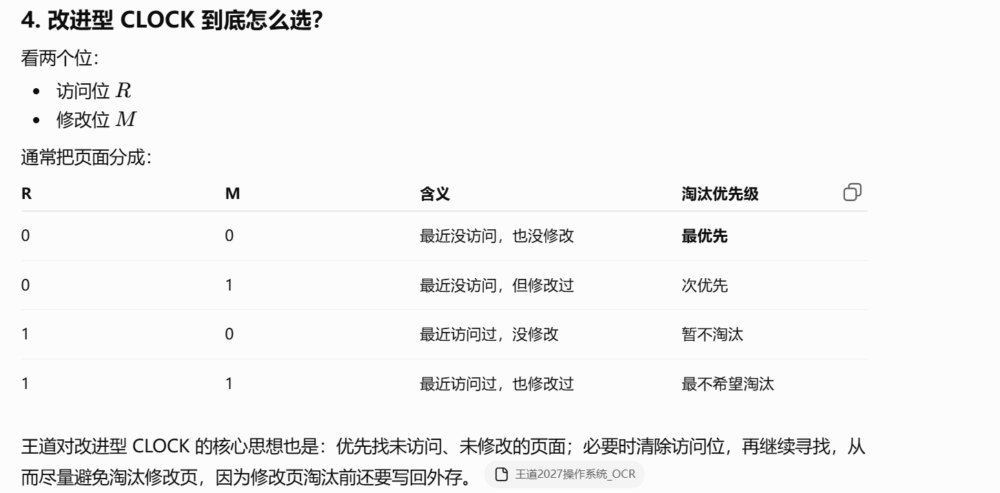 4. 改进型 CLOCK 到底怎么选？
看两个位：
• 访问位 R
• 修改位 M
通常把页面分成：
R M 含义 淘汰优先级
0 0 最近没访问，也没修改 最优先
0 1 最近没访问，但修改过 次优先
1 0 最近访问过，没修改 暂不淘汰
1 1 最近访问过，也修改过 最不希望淘汰
王道对改进型 CLOCK 的核心思想也是：优先找未访问、未修改的页面；必要时清除访问位，再继续寻找，从
而尽量避免淘汰修改页，因为修改页淘汰前还要写回外存。 王道2027操作系统_OCR